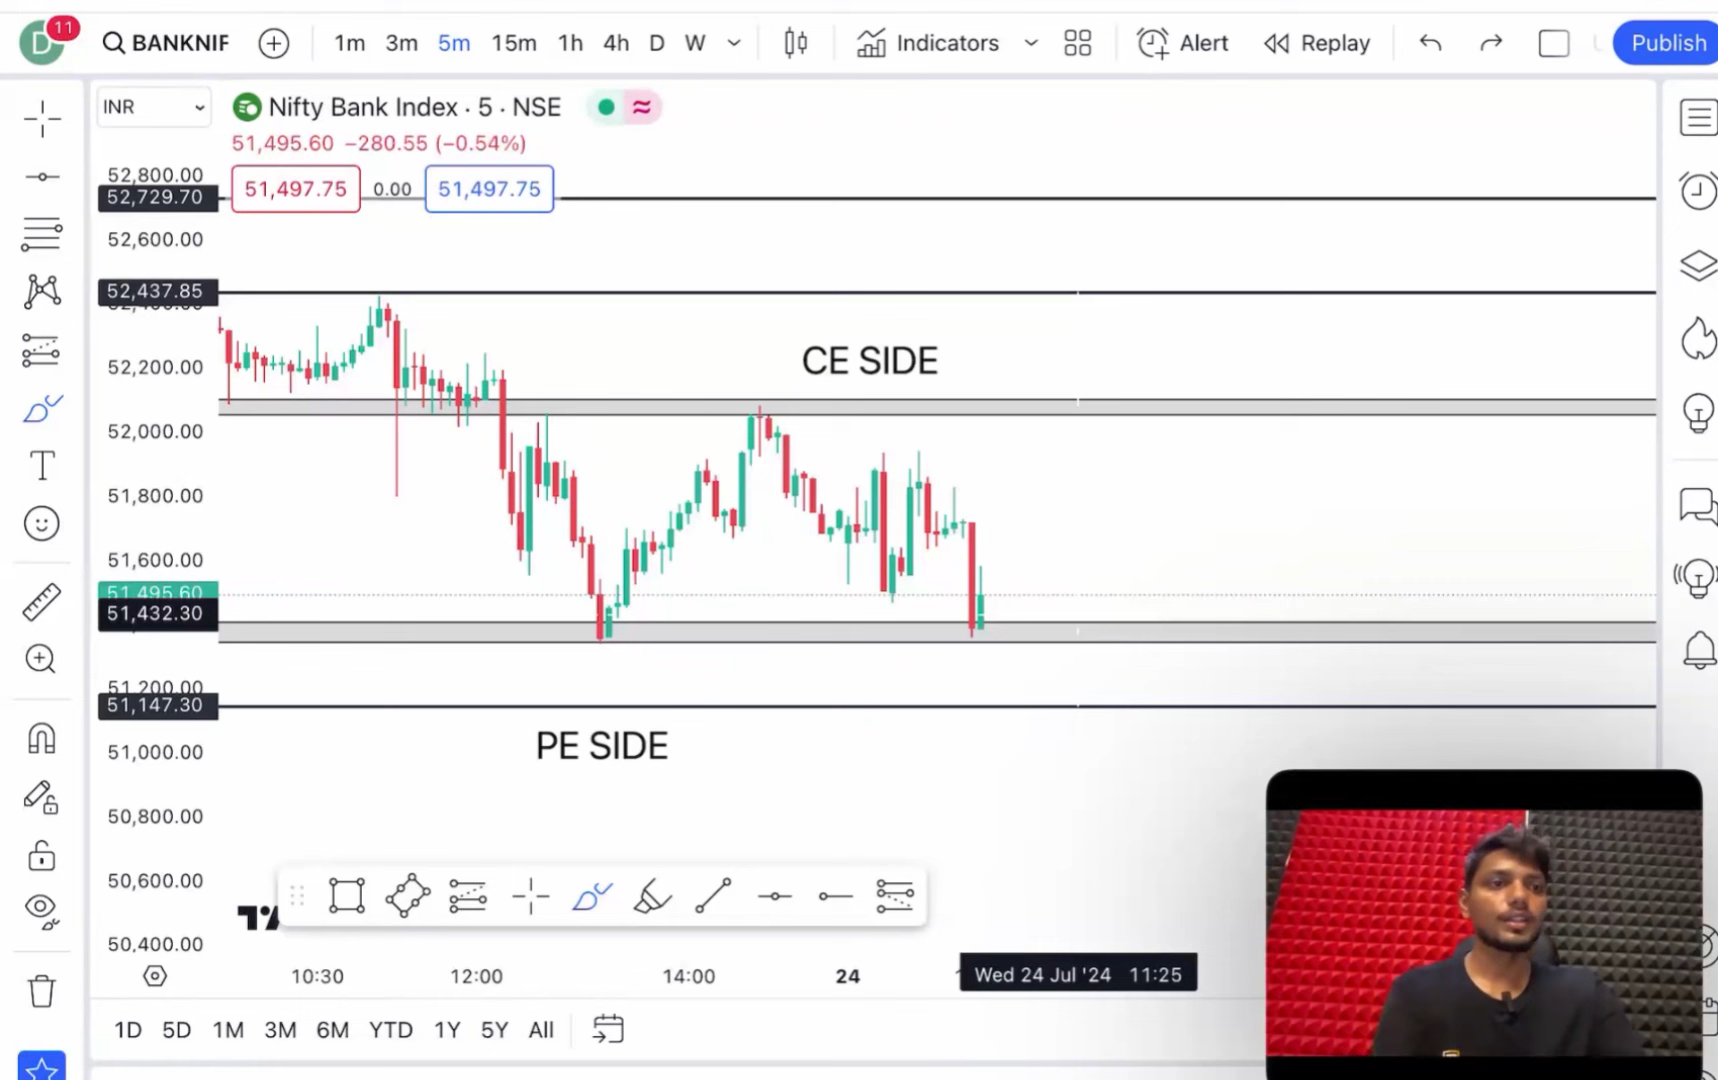 D
11
BANKNIF
1m 3m 5m 15m 1h 4h D W
Indicators
Alert
Replay
Publish
INR
Nifty Bank Index · 5 · NSE
51,495.60 −280.55 (−0.54%)
51,497.75
0.00
51,497.75
52,800.00
52,729.70
52,600.00
52,437.85
52,200.00
52,000.00
51,800.00
51,600.00
51,495.60
51,432.30
51,200.00
51,147.30
51,000.00
50,800.00
50,600.00
50,400.00
CE SIDE
PE SIDE
10:30 12:00 14:00 24
Wed 24 Jul '24 11:25
1D 5D 1M 3M 6M YTD 1Y 5Y All